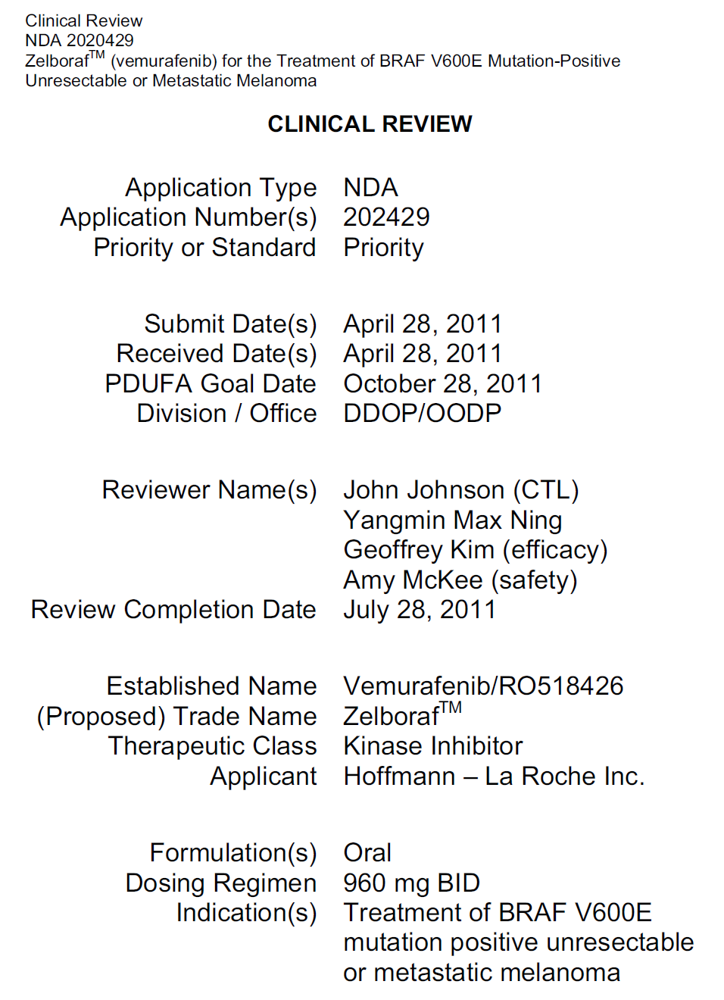 Clinical Review
NDA 2020429
Zelboraf™ (vemurafenib) for the Treatment of BRAF V600E Mutation-Positive
Unresectable or Metastatic Melanoma
CLINICAL REVIEW
Application Type NDA
Application Number(s) 202429
Priority or Standard Priority
Submit Date(s) April 28, 2011
Received Date(s) April 28, 2011
PDUFA Goal Date October 28, 2011
Division / Office DDOP/OODP
Reviewer Name(s) John Johnson (CTL)
Yangmin Max Ning
Geoffrey Kim (efficacy)
Amy McKee (safety)
Review Completion Date July 28, 2011
Established Name Vemurafenib/RO518426
(Proposed) Trade Name Zelboraf™
Therapeutic Class Kinase Inhibitor
Applicant Hoffmann – La Roche Inc.
Formulation(s) Oral
Dosing Regimen 960 mg BID
Indication(s) Treatment of BRAF V600E
mutation positive unresectable
or metastatic melanoma